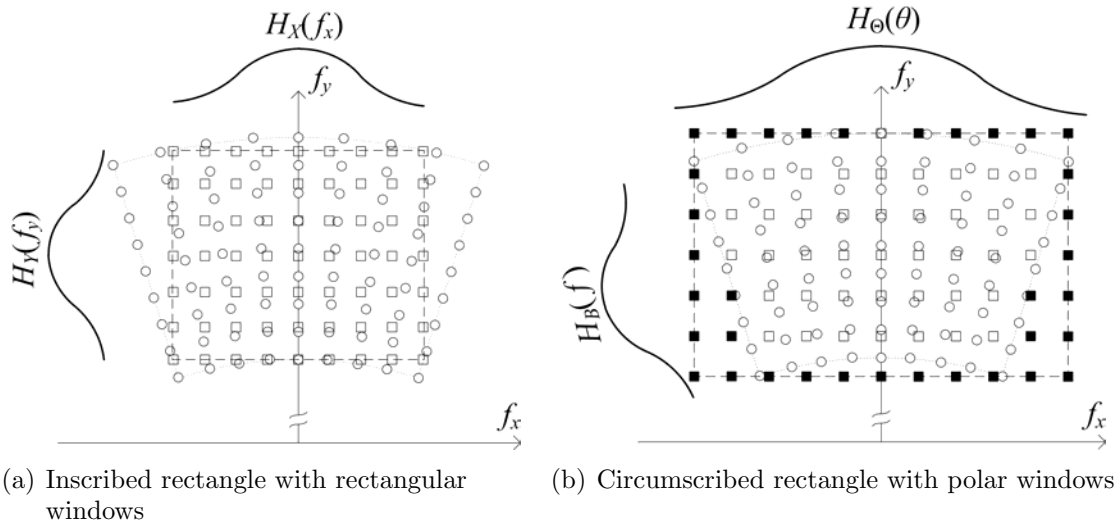 H_X(f_x)
f_y
H_Y(f_y)
f_x
(a) Inscribed rectangle with rectangular
windows
H_Θ(θ)
f_y
H_B(f)
f_x
(b) Circumscribed rectangle with polar windows